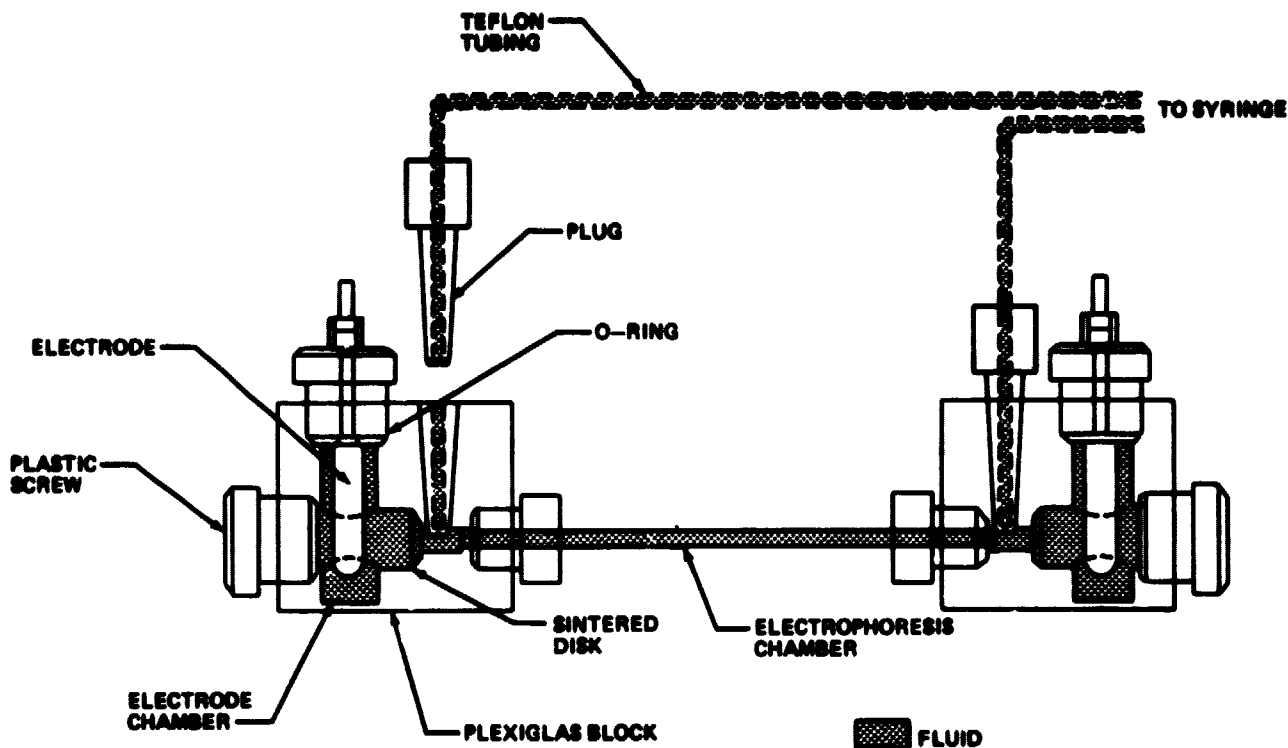 TEFLON
TUBING
TO SYRINGE
PLUG
O-RING
ELECTRODE
PLASTIC
SCREW
SINTERED
DISK
ELECTROPHORESIS
CHAMBER
ELECTRODE
CHAMBER
PLEXIGLAS BLOCK
FLUID